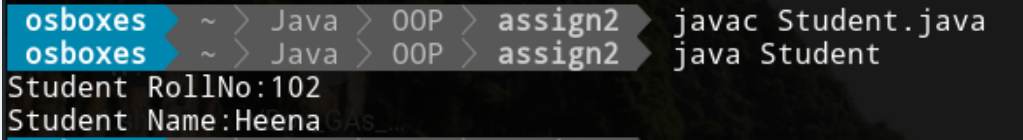 osboxes ~ Java OOP assign2 javac Student.java
osboxes ~ Java OOP assign2 java Student
Student RollNo:102
Student Name:Heena